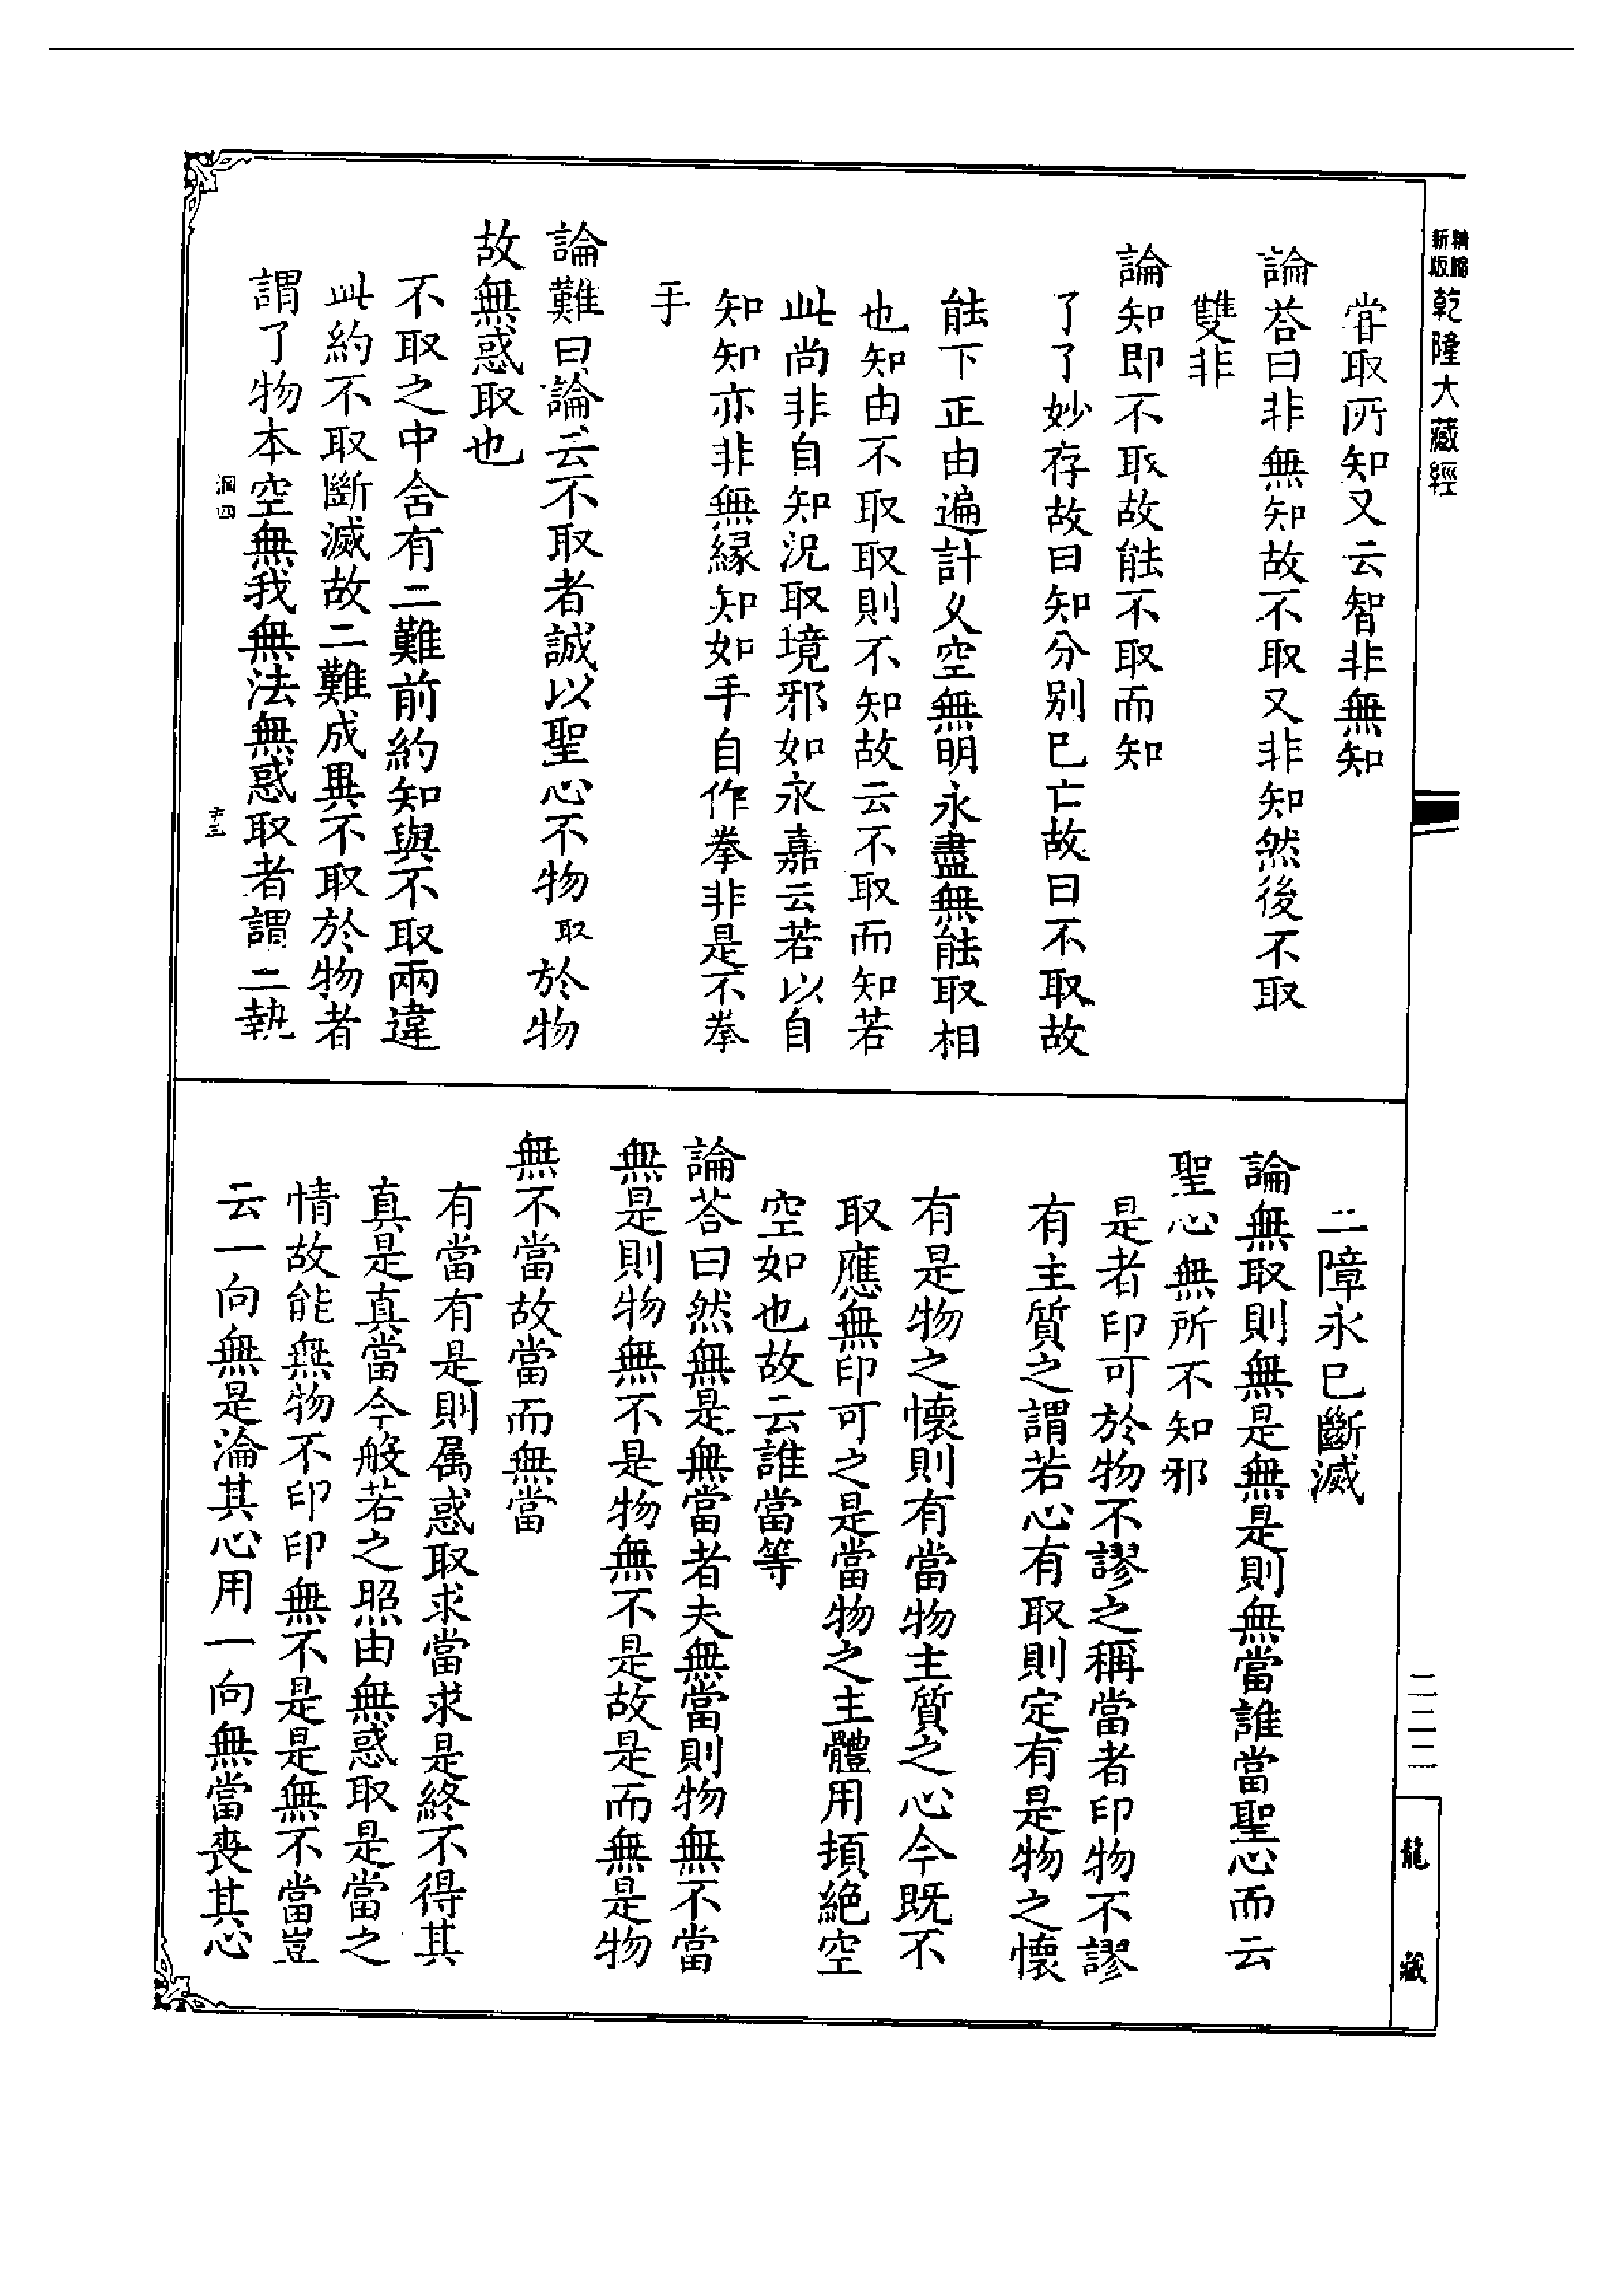 精縮
新版
乾隆大藏經
甞取所知又云智非無知
論荅曰非無知故不取又非知然後不取
雙非
論知即不取故能不取而知
了了妙存故曰知分别巳亡故曰不取故
能下正由遍計久空無明永盡無能取相
也知由不取取則不知故云不取而知若
此尚非自知況取境邪如永嘉云若以自
知知亦非無緣知如手自作拳非是不拳
手
論難曰論云不取者誠以聖心不物取於物
故無惑取也
不取之中含有二難前約知與不取兩違
此約不取斷滅故二難成異不取於物者
謂了物本空無我無法無惑取者謂二執
十三
二障永巳斷滅
論無取則無是無是則無當誰當聖心而云
聖心無所不知邪
是者印可於物不謬之稱當者印物不謬
有主質之謂若心有取則定有是物之懷
有是物之懷則有當物主質之心今既不
取應無印可之是當物之主體用頓絕空
空如也故云誰當等
論荅曰然無是無當者夫無當則物無不當
無是則物無不是物無不是故是而無是物
無不當故當而無當
有當有是則属惑取求當求是終不得其
真是真當今般若之照由無惑取是當之
情故能無物不印印無不是是無不當豈
云一向無是淪其心用一向無當喪其心
二二二
龍藏